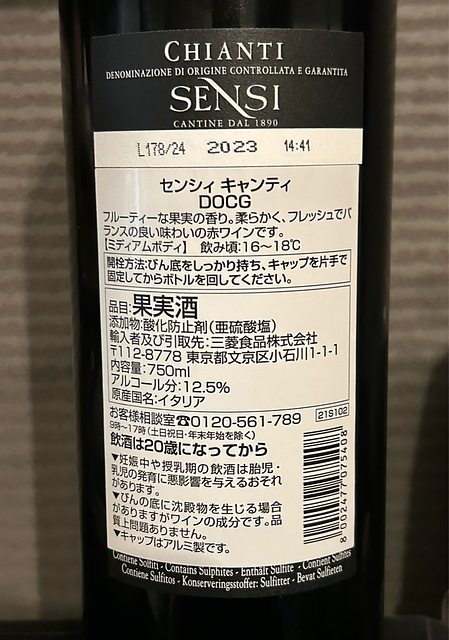 CHIANTI
DENOMINAZIONE DI ORIGINE CONTROLLATA E GARANTITA
SENSI
CANTINE DAL 1890
L178/24 2023 14:41
センシィ キャンティ
DOCG
フルーティーな果実の香り。柔らかく、フレッシュでバ
ランスの良い味わいの赤ワインです。
【ミディアムボディ】 飲み頃:16~18℃
開栓方法:びん底をしっかり持ち、キャップを片手で
固定してからボトルを回してください。
品目:果実酒
添加物:酸化防止剤(亜硫酸塩)
輸入者及び引取先:三菱食品株式会社
〒112-8778 東京都文京区小石川1-1-1
内容量:750ml
アルコール分:12.5%
原産国名:イタリア
お客様相談室☎0120-561-789
9時~17時(土日祝日・年末年始を除く)
21S102
飲酒は20歳になってから
▼妊娠中や授乳期の飲酒は胎児・
乳児の発育に悪影響を与えるおそれ
があります。
▼びんの底に沈殿物を生じる場合
がありますがワインの成分です。品
質上問題ありません。
▼キャップはアルミ製です。
8 002477 075408
Contiene Solfiti - Contains Sulphites - Enthält Sulfite - Contient Sulfites
Contiene Sulfitos - Konserveringsstoffer: Sulfitter - Bevat Sulfieten